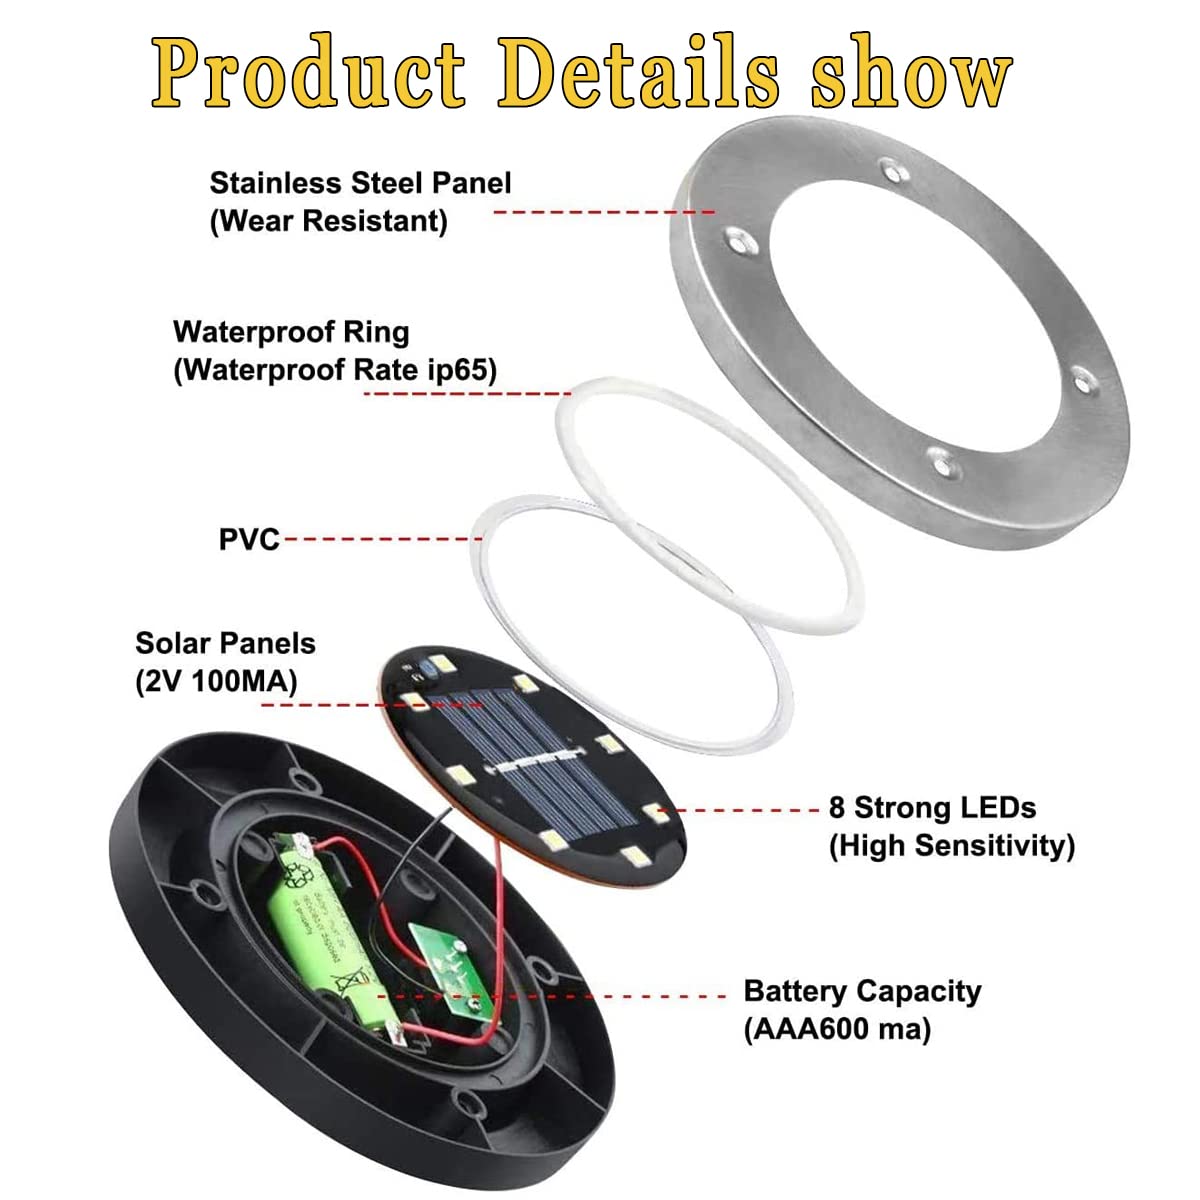 Product Details show
Stainless Steel Panel
(Wear Resistant)
Waterproof Ring
(Waterproof Rate ip65)
PVC
Solar Panels
(2V 100MA)
8 Strong LEDs
(High Sensitivity)
Battery Capacity
(AAA600 ma)